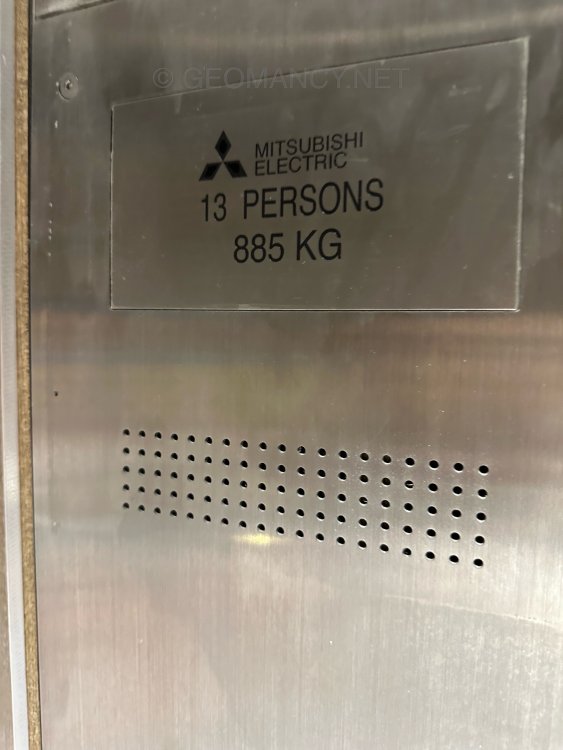 © GEOMANCY.NET
MITSUBISHI
ELECTRIC
13 PERSONS
885 KG